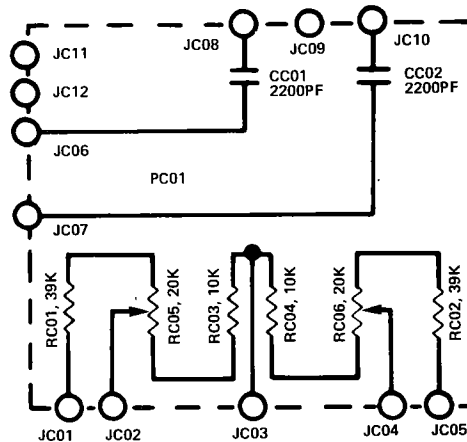 JC08
JC09
JC10
JC11
JC12
JC06
CC01
2200PF
CC02
2200PF
PC01
JC07
RC01, 39K
RC05, 20K
RC03, 10K
RC04, 10K
RC06, 20K
RC02, 39K
JC01
JC02
JC03
JC04
JC05